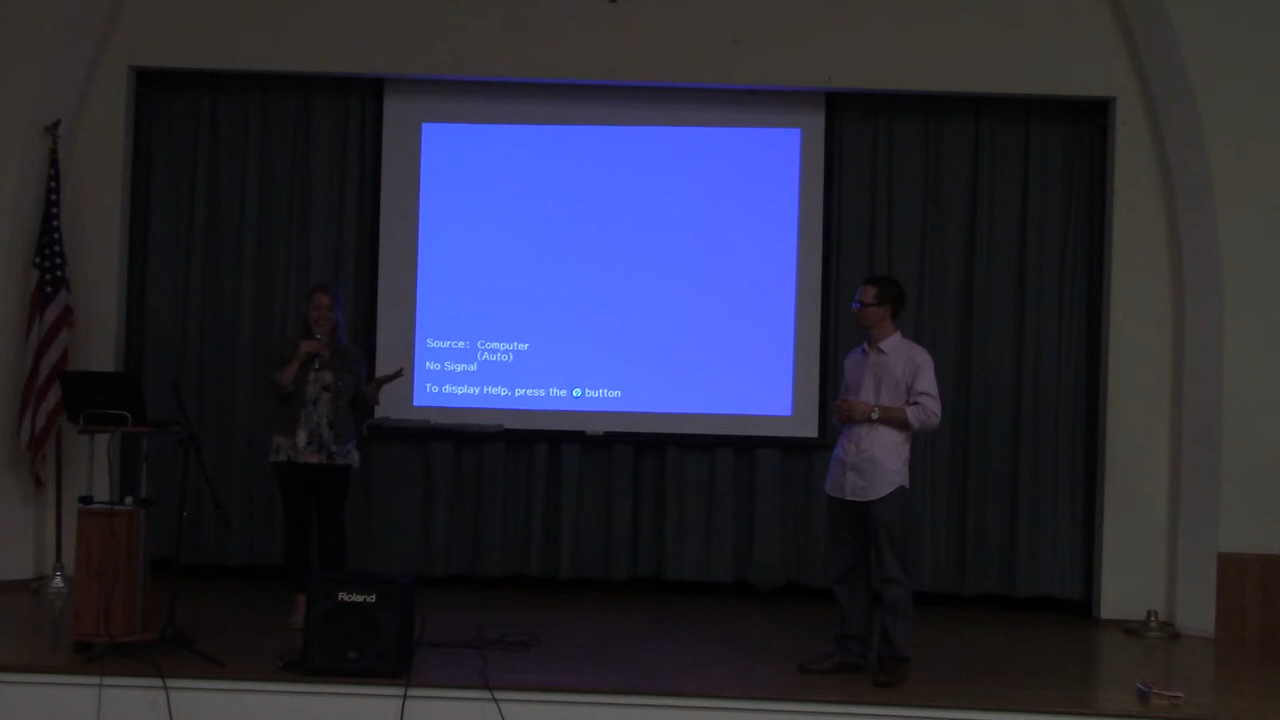 Source: Computer
(Auto)
No Signal
To display Help, press the ? button
Roland